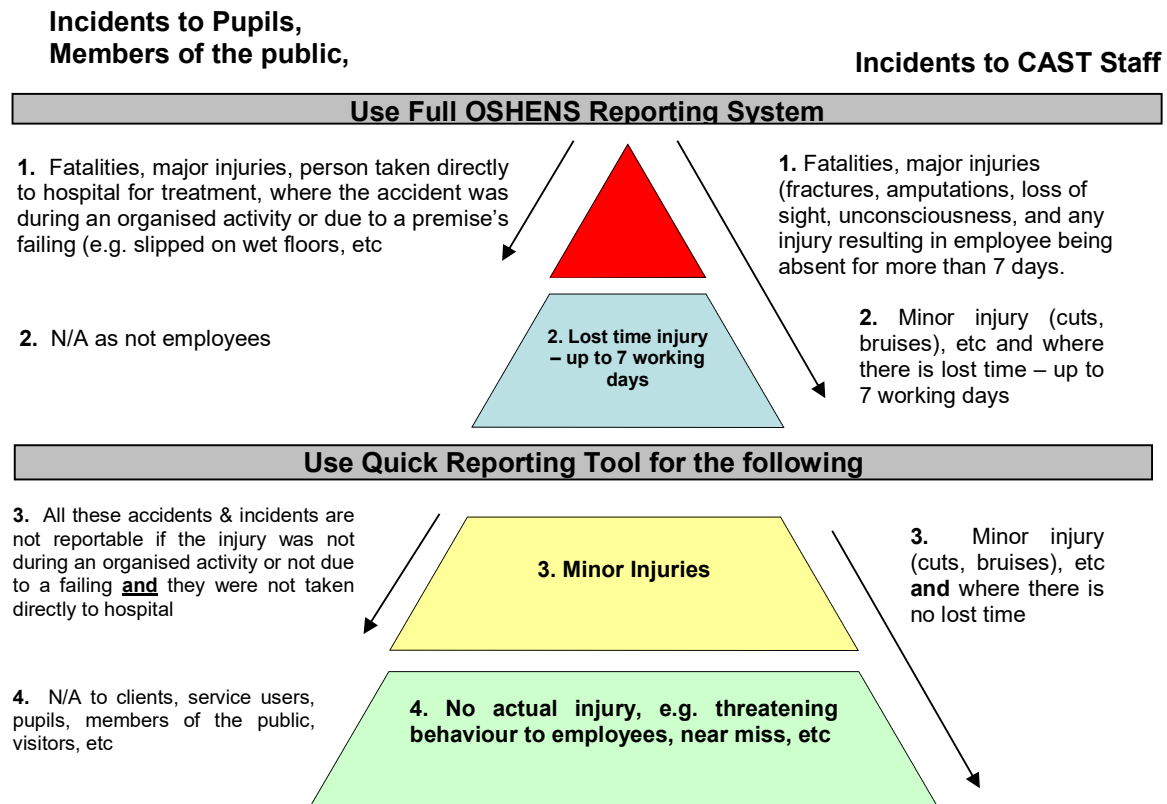 Incidents to Pupils,
Members of the public,
Incidents to CAST Staff
Use Full OSHENS Reporting System
1. Fatalities, major injuries, person taken directly
to hospital for treatment, where the accident was
during an organised activity or due to a premise's
failing (e.g. slipped on wet floors, etc
1. Fatalities, major injuries
(fractures, amputations, loss of
sight, unconsciousness, and any
injury resulting in employee being
absent for more than 7 days.
2. N/A as not employees
2. Lost time injury
– up to 7 working
days
2. Minor injury (cuts,
bruises), etc and where
there is lost time – up to
7 working days
Use Quick Reporting Tool for the following
3. All these accidents & incidents are
not reportable if the injury was not
during an organised activity or not due
to a failing and they were not taken
directly to hospital
3. Minor Injuries
3. Minor injury
(cuts, bruises), etc
and where there is
no lost time
4. N/A to clients, service users,
pupils, members of the public,
visitors, etc
4. No actual injury, e.g. threatening
behaviour to employees, near miss, etc